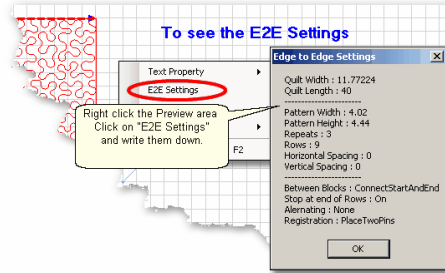 To see the E2E Settings
Text Property
E2E Settings
Right click the Preview area
Click on "E2E Settings"
and write them down.
F2
Edge to Edge Settings
Quilt Width : 11.77224
Quilt Length : 40
------------------------
Pattern Width : 4.02
Pattern Height : 4.44
Repeats : 3
Rows : 9
Horizontal Spacing : 0
Vertical Spacing : 0
------------------------
Between Blocks : ConnectStartAndEnd
Stop at end of Rows : On
Alernating : None
Registration : PlaceTwoPins
OK